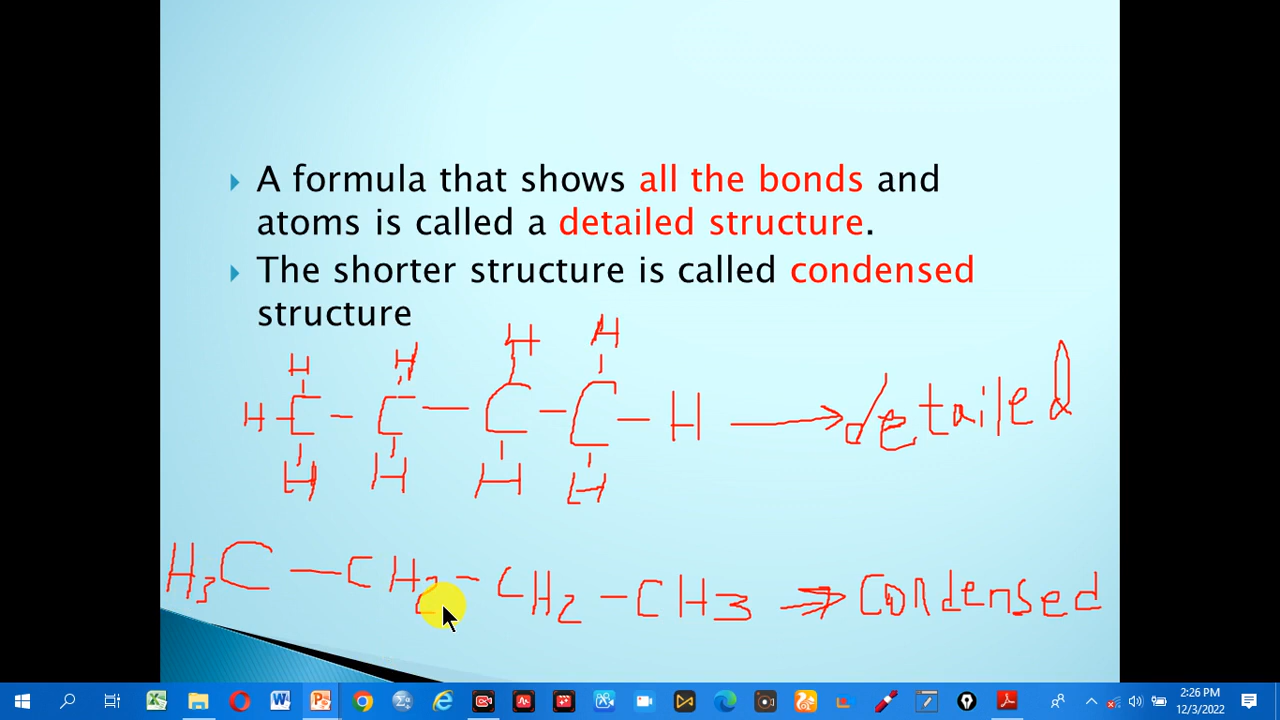 A formula that shows all the bonds and
atoms is called a detailed structure.
The shorter structure is called condensed
structure
H H H H
H-C-C-C-C-H → detailed
H H H H
H3C-CH2-CH2-CH3 ⇒ Condensed
2:26 PM
12/3/2022